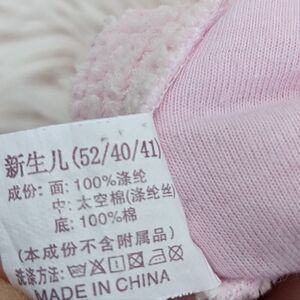 新生儿(52/40/41)
成份: 面: 100%涤纶
中: 太空棉(涤纶丝)
底: 100%棉
(本成份不含附属品)
洗涤方法:
MADE IN CHINA